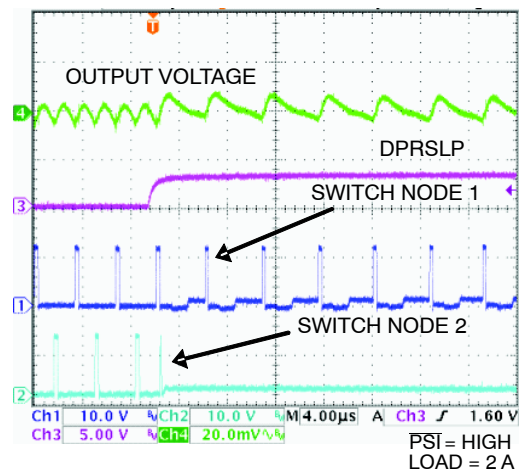 T
OUTPUT VOLTAGE
4
DPRSLP
3
SWITCH NODE 1
1
SWITCH NODE 2
2
Ch1 10.0 V Ch2 10.0 V M 4.00µs A Ch3 ʃ 1.60 V
Ch3 5.00 V Ch4 20.0mV
PSI = HIGH
LOAD = 2 A